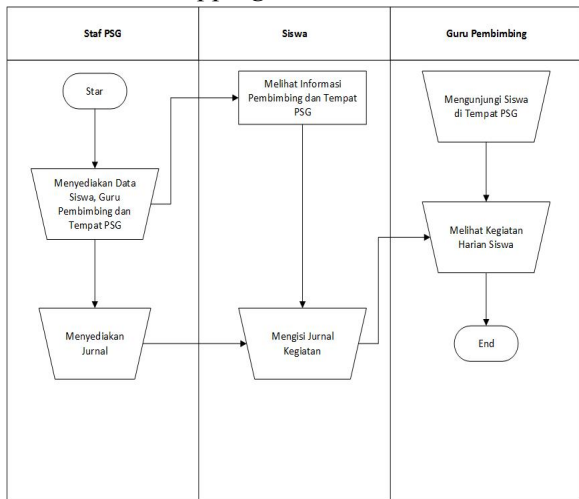 Staf PSG
Siswa
Guru Pembimbing
Start
Melihat Informasi
Pembimbing dan Tempat
PSG
Mengunjungi Siswa
di Tempat PSG
Menyediakan Data
Siswa, Guru
Pembimbing dan
Tempat PSG
Melihat Kegiatan
Harian Siswa
Menyediakan
Jurnal
Mengisi Jurnal
Kegiatan
End